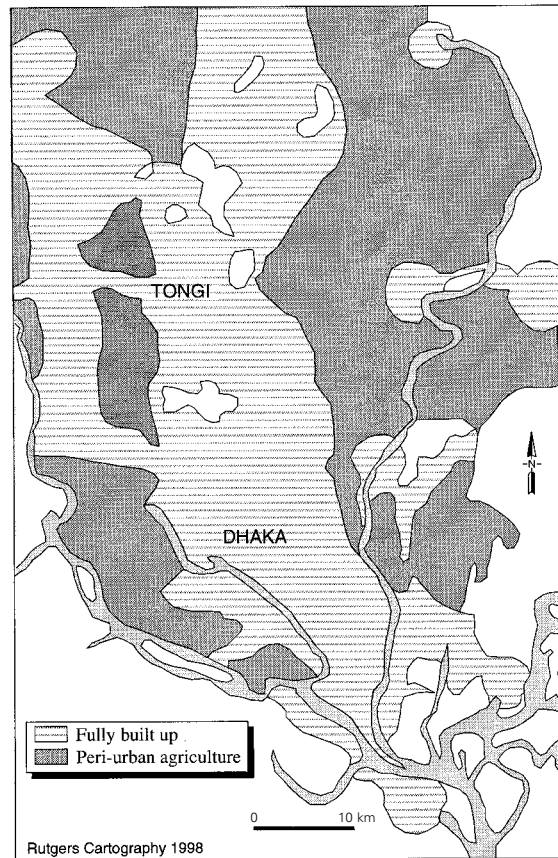 TONGI
DHAKA
-N-
Fully built up
Peri-urban agriculture
0 10 km
Rutgers Cartography 1998